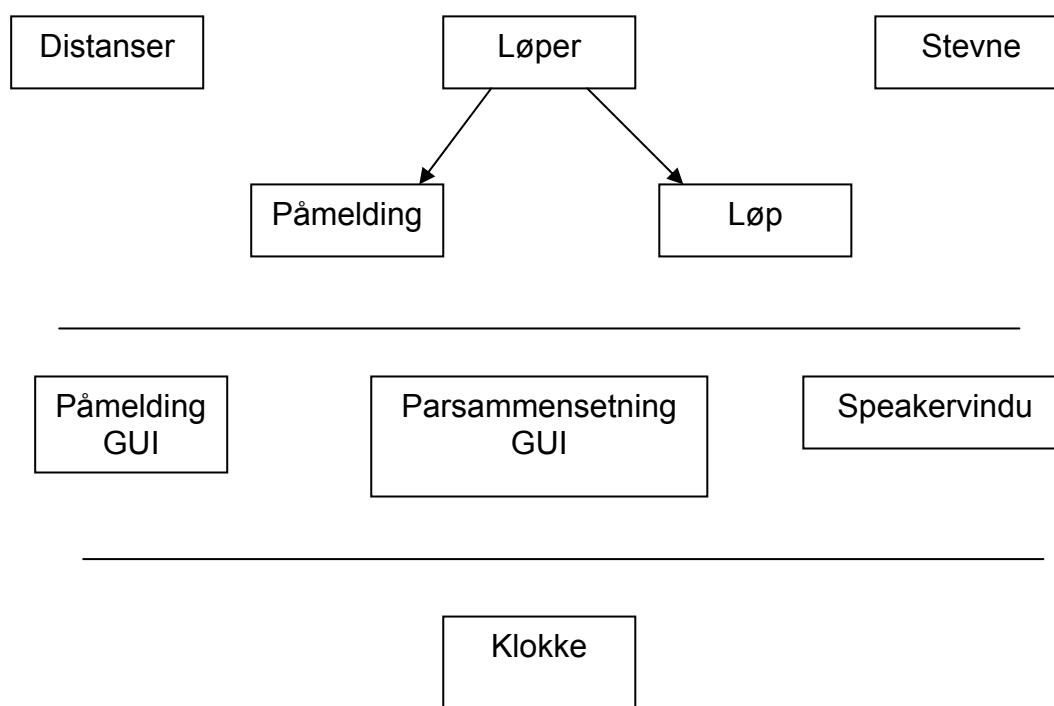 Distanser
Løper
Stevne
Påmelding
Løp
Påmelding
GUI
Parsammensetning
GUI
Speakervindu
Klokke